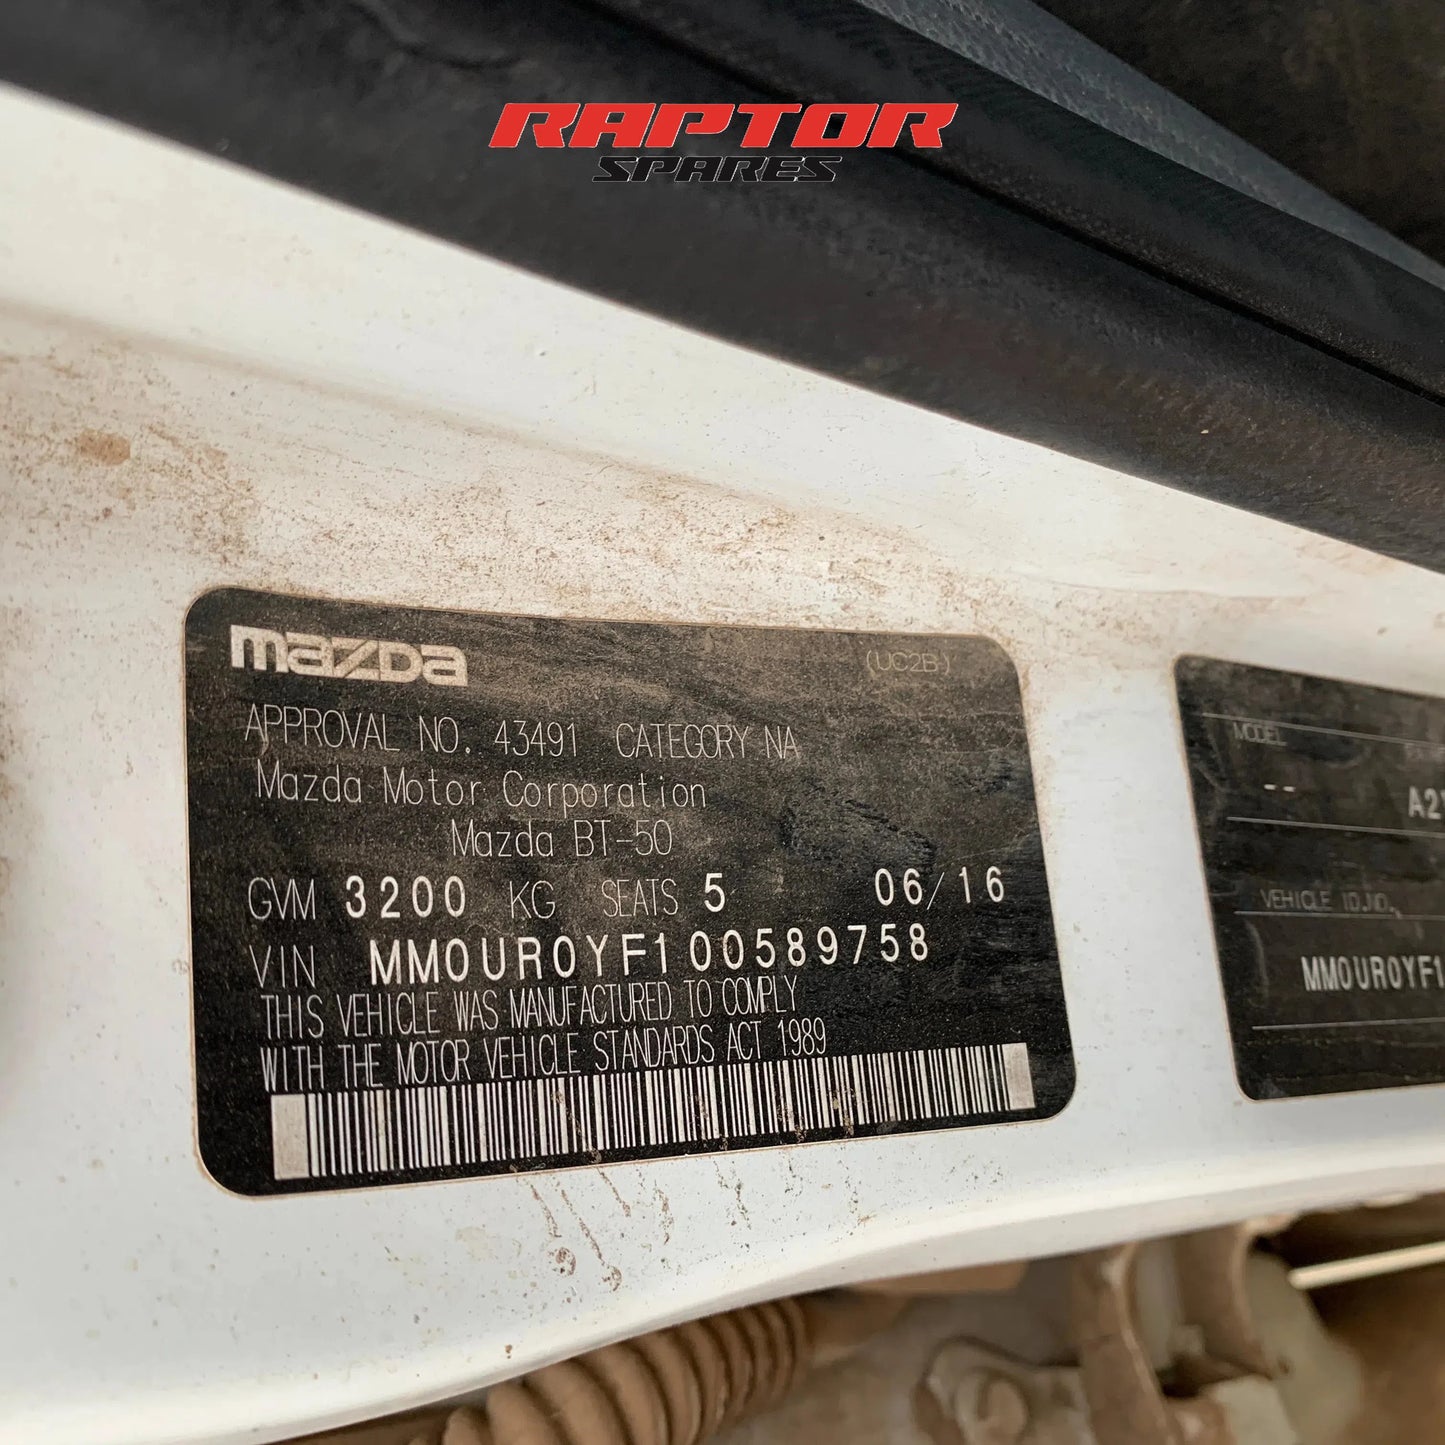 RAPTOR
SPARES
mazda
(UC2B)
APPROVAL NO. 43491 CATEGORY NA
Mazda Motor Corporation
Mazda BT-50
GVM 3200 KG SEATS 5 06/16
VIN MM0UR0YF100589758
THIS VEHICLE WAS MANUFACTURED TO COMPLY
WITH THE MOTOR VEHICLE STANDARDS ACT 1989
MODEL
--
VEHICLE ID.NO.
MM0UR0YF1